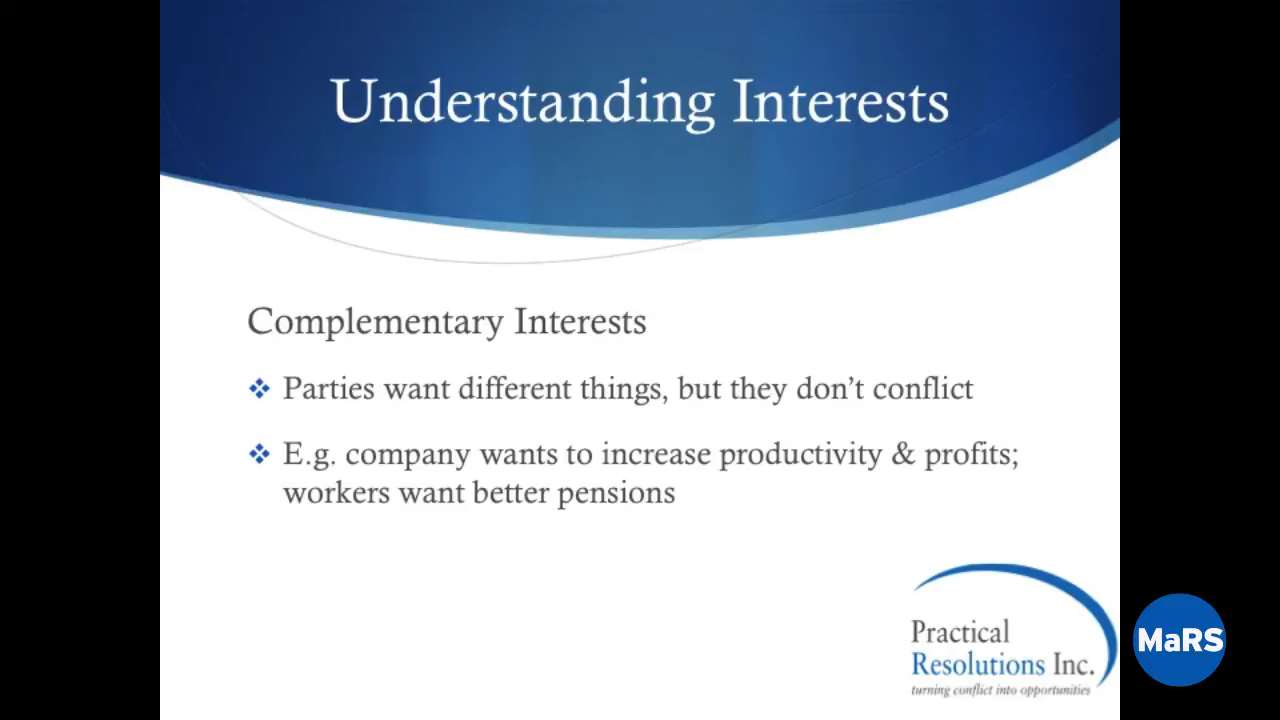 Understanding Interests
Complementary Interests
Parties want different things, but they don’t conflict
E.g. company wants to increase productivity & profits;
workers want better pensions
Practical
Resolutions Inc.
turning conflict into opportunities
MaRS